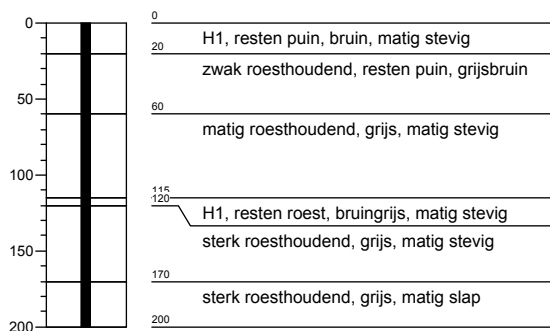 0
0
H1, resten puin, bruin, matig stevig
20
zwak roesthoudend, resten puin, grijsbruin
50
60
matig roesthoudend, grijs, matig stevig
100
115
120
H1, resten roest, bruingrijs, matig stevig
sterk roesthoudend, grijs, matig stevig
150
170
sterk roesthoudend, grijs, matig slap
200
200